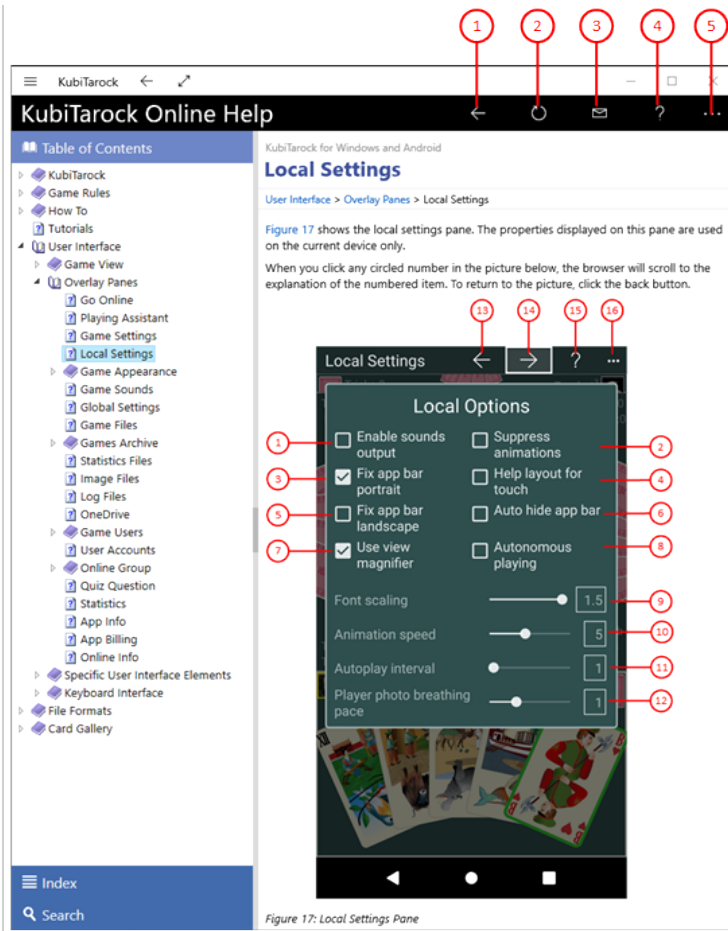 1 2 3 4 5
KubiTarock
KubiTarock Online Help
?
Table of Contents
KubiTarock
Game Rules
How To
Tutorials
User Interface
Game View
Overlay Panes
Go Online
Playing Assistant
Game Settings
Local Settings
Game Appearance
Game Sounds
Global Settings
Game Files
Games Archive
Statistics Files
Image Files
Log Files
OneDrive
Game Users
User Accounts
Online Group
Quiz Question
Statistics
App Info
App Billing
Online Info
Specific User Interface Elements
Keyboard Interface
File Formats
Card Gallery
Index
Search
KubiTarock for Windows and Android
Local Settings
User Interface > Overlay Panes > Local Settings
Figure 17 shows the local settings pane. The properties displayed on this pane are used
on the current device only.
When you click any circled number in the picture below, the browser will scroll to the
explanation of the numbered item. To return to the picture, click the back button.
13 14 15 16
Local Settings ?
Local Options
1 Enable sounds
output
Suppress
animations 2
3 Fix app bar
portrait
Help layout for
touch 4
5 Fix app bar
landscape
Auto hide app bar 6
7 Use view
magnifier
Autonomous
playing 8
Font scaling 1.5 9
Animation speed 5 10
Autoplay interval 1 11
Player photo breathing
pace 1 12
XII
8
8
Figure 17: Local Settings Pane